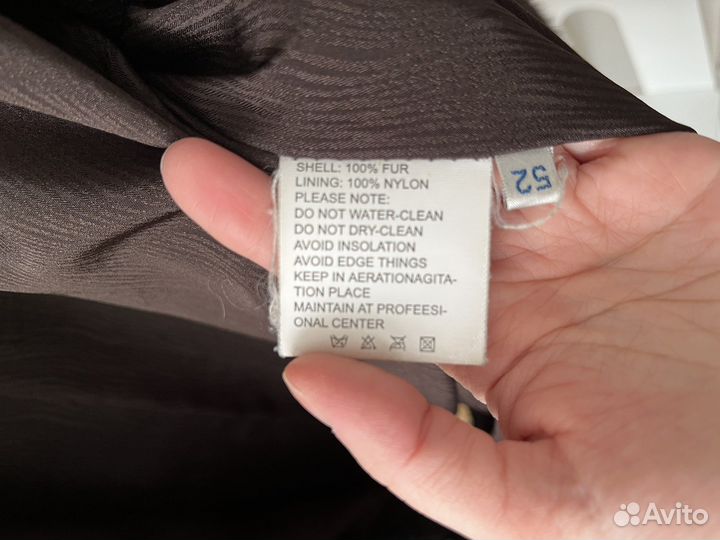 SHELL: 100% FUR
LINING: 100% NYLON
PLEASE NOTE:
DO NOT WATER-CLEAN
DO NOT DRY-CLEAN
AVOID INSOLATION
AVOID EDGE THINGS
KEEP IN AERATIONAGITA-
TION PLACE
MAINTAIN AT PROFEESI-
ONAL CENTER
52
Avito